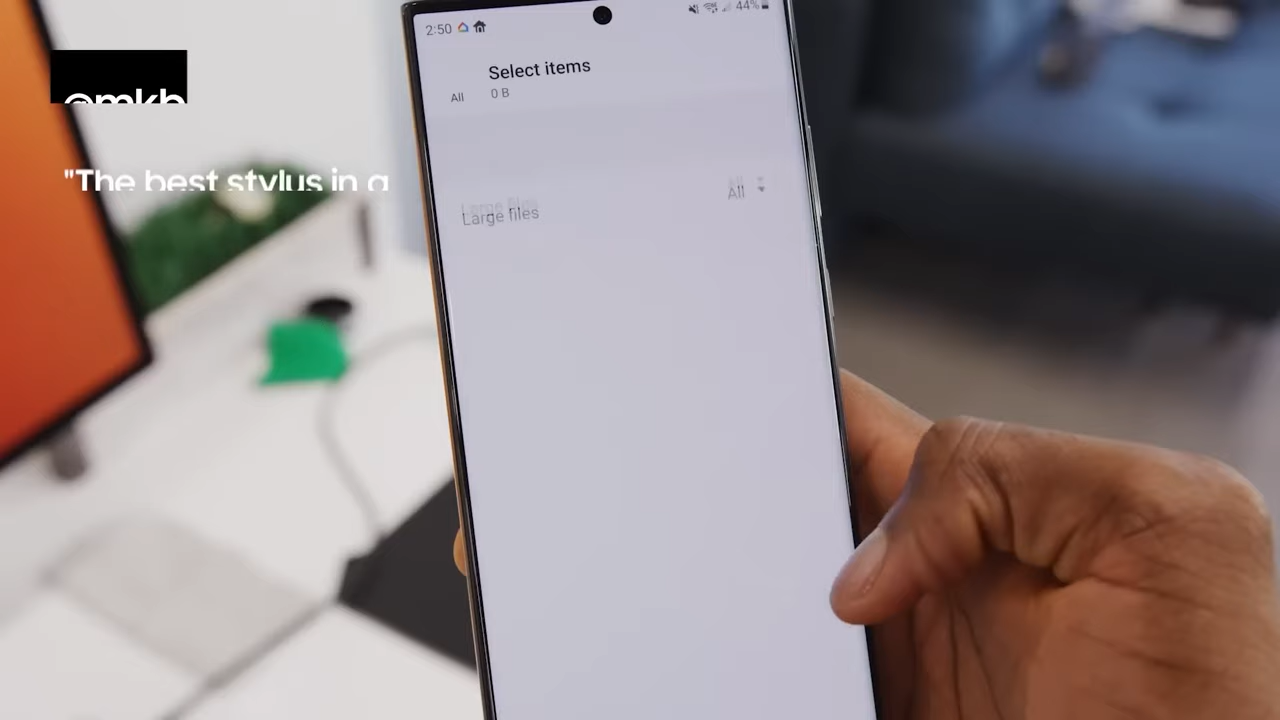 2:50
44%
@mkb
Select items
All
0 B
"The best stylus in a
All
Large files